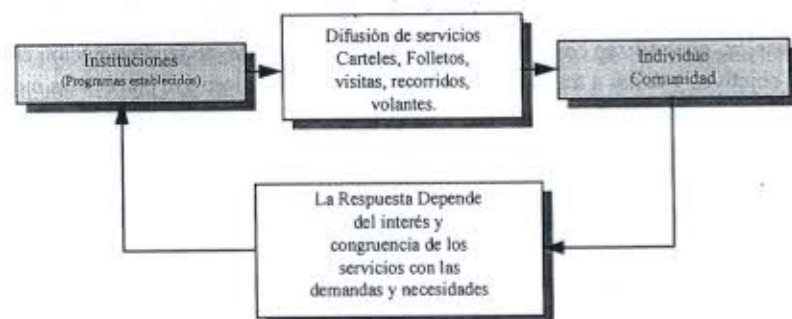 Instituciones
(Programas establecidos)
Difusión de servicios
Carteles, Folletos,
visitas, recorridos,
volantes.
Individuo
Comunidad
La Respuesta Depende
del interés y
congruencia de los
servicios con las
demandas y necesidades